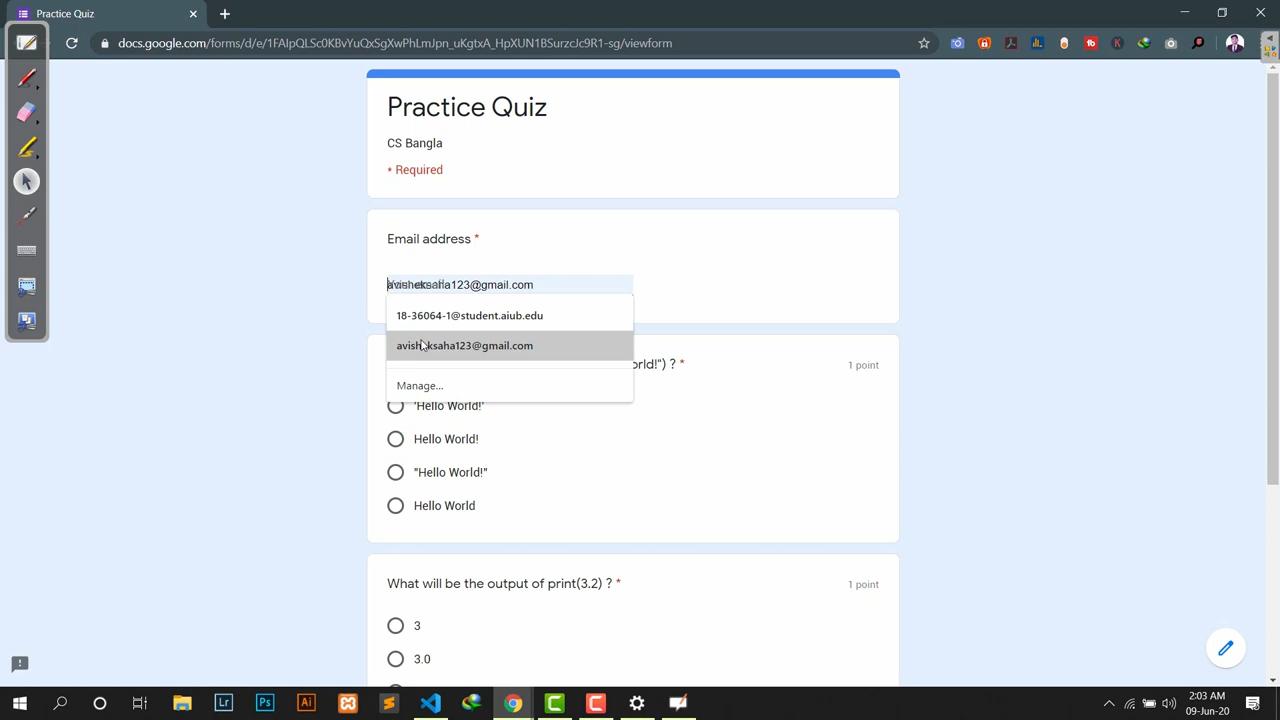 Practice Quiz
docs.google.com/forms/d/e/1FAIpQLSc0KBvYuQxSgXwPhLmJpn_uKgtxA_HpXUN1BSurzcJc9R1-sg/viewform
Practice Quiz
CS Bangla
* Required
Email address *
avisheksaha123@gmail.com
18-36064-1@student.aiub.edu
avisheksaha123@gmail.com
Manage...
orld!") ? *
1 point
'Hello World!'
Hello World!
"Hello World!"
Hello World
What will be the output of print(3.2) ? *
1 point
3
3.0
Lr
Ps
Ai
2:03 AM
09-Jun-20